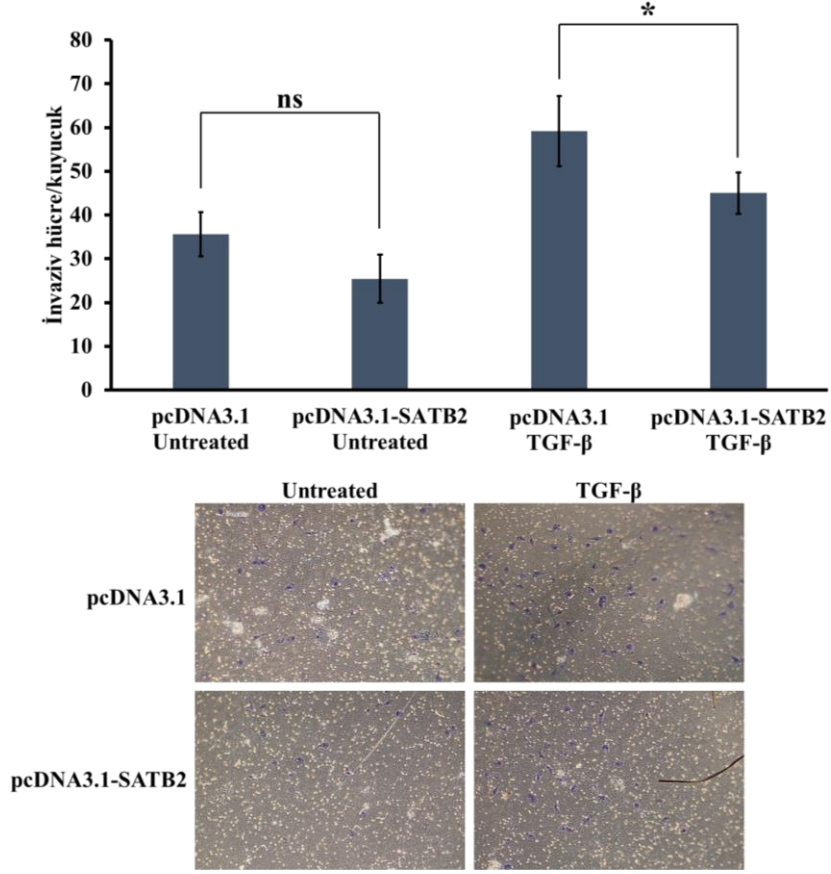 *
ns
80
70
60
50
40
30
20
10
0
İnvaziv hücre/kuyucuk
pcDNA3.1
Untreated
pcDNA3.1-SATB2
Untreated
pcDNA3.1
TGF-β
pcDNA3.1-SATB2
TGF-β
Untreated
TGF-β
pcDNA3.1
pcDNA3.1-SATB2